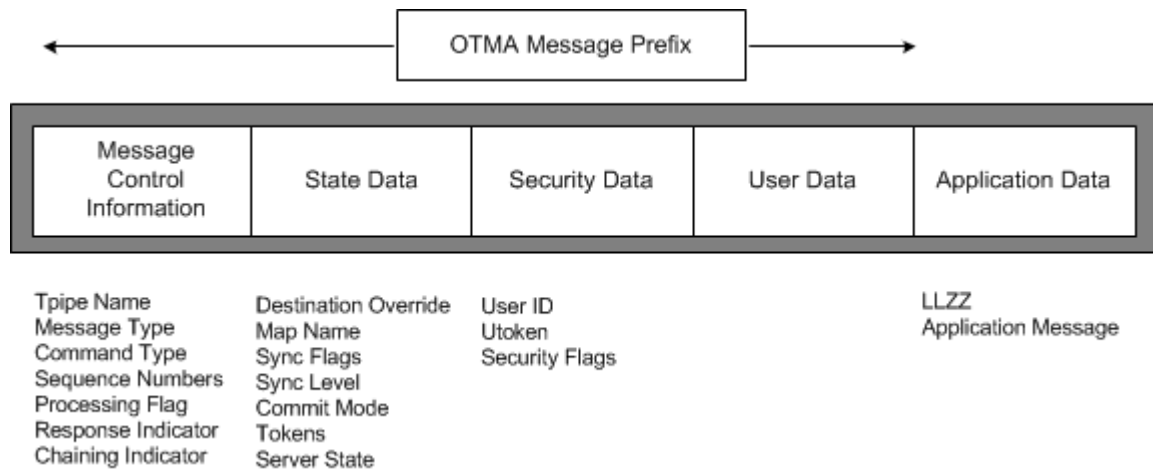 OTMA Message Prefix
Message
Control
Information
State Data
Security Data
User Data
Application Data
Tpipe Name
Message Type
Command Type
Sequence Numbers
Processing Flag
Response Indicator
Chaining Indicator
Destination Override
Map Name
Sync Flags
Sync Level
Commit Mode
Tokens
Server State
User ID
Utoken
Security Flags
LLZZ
Application Message